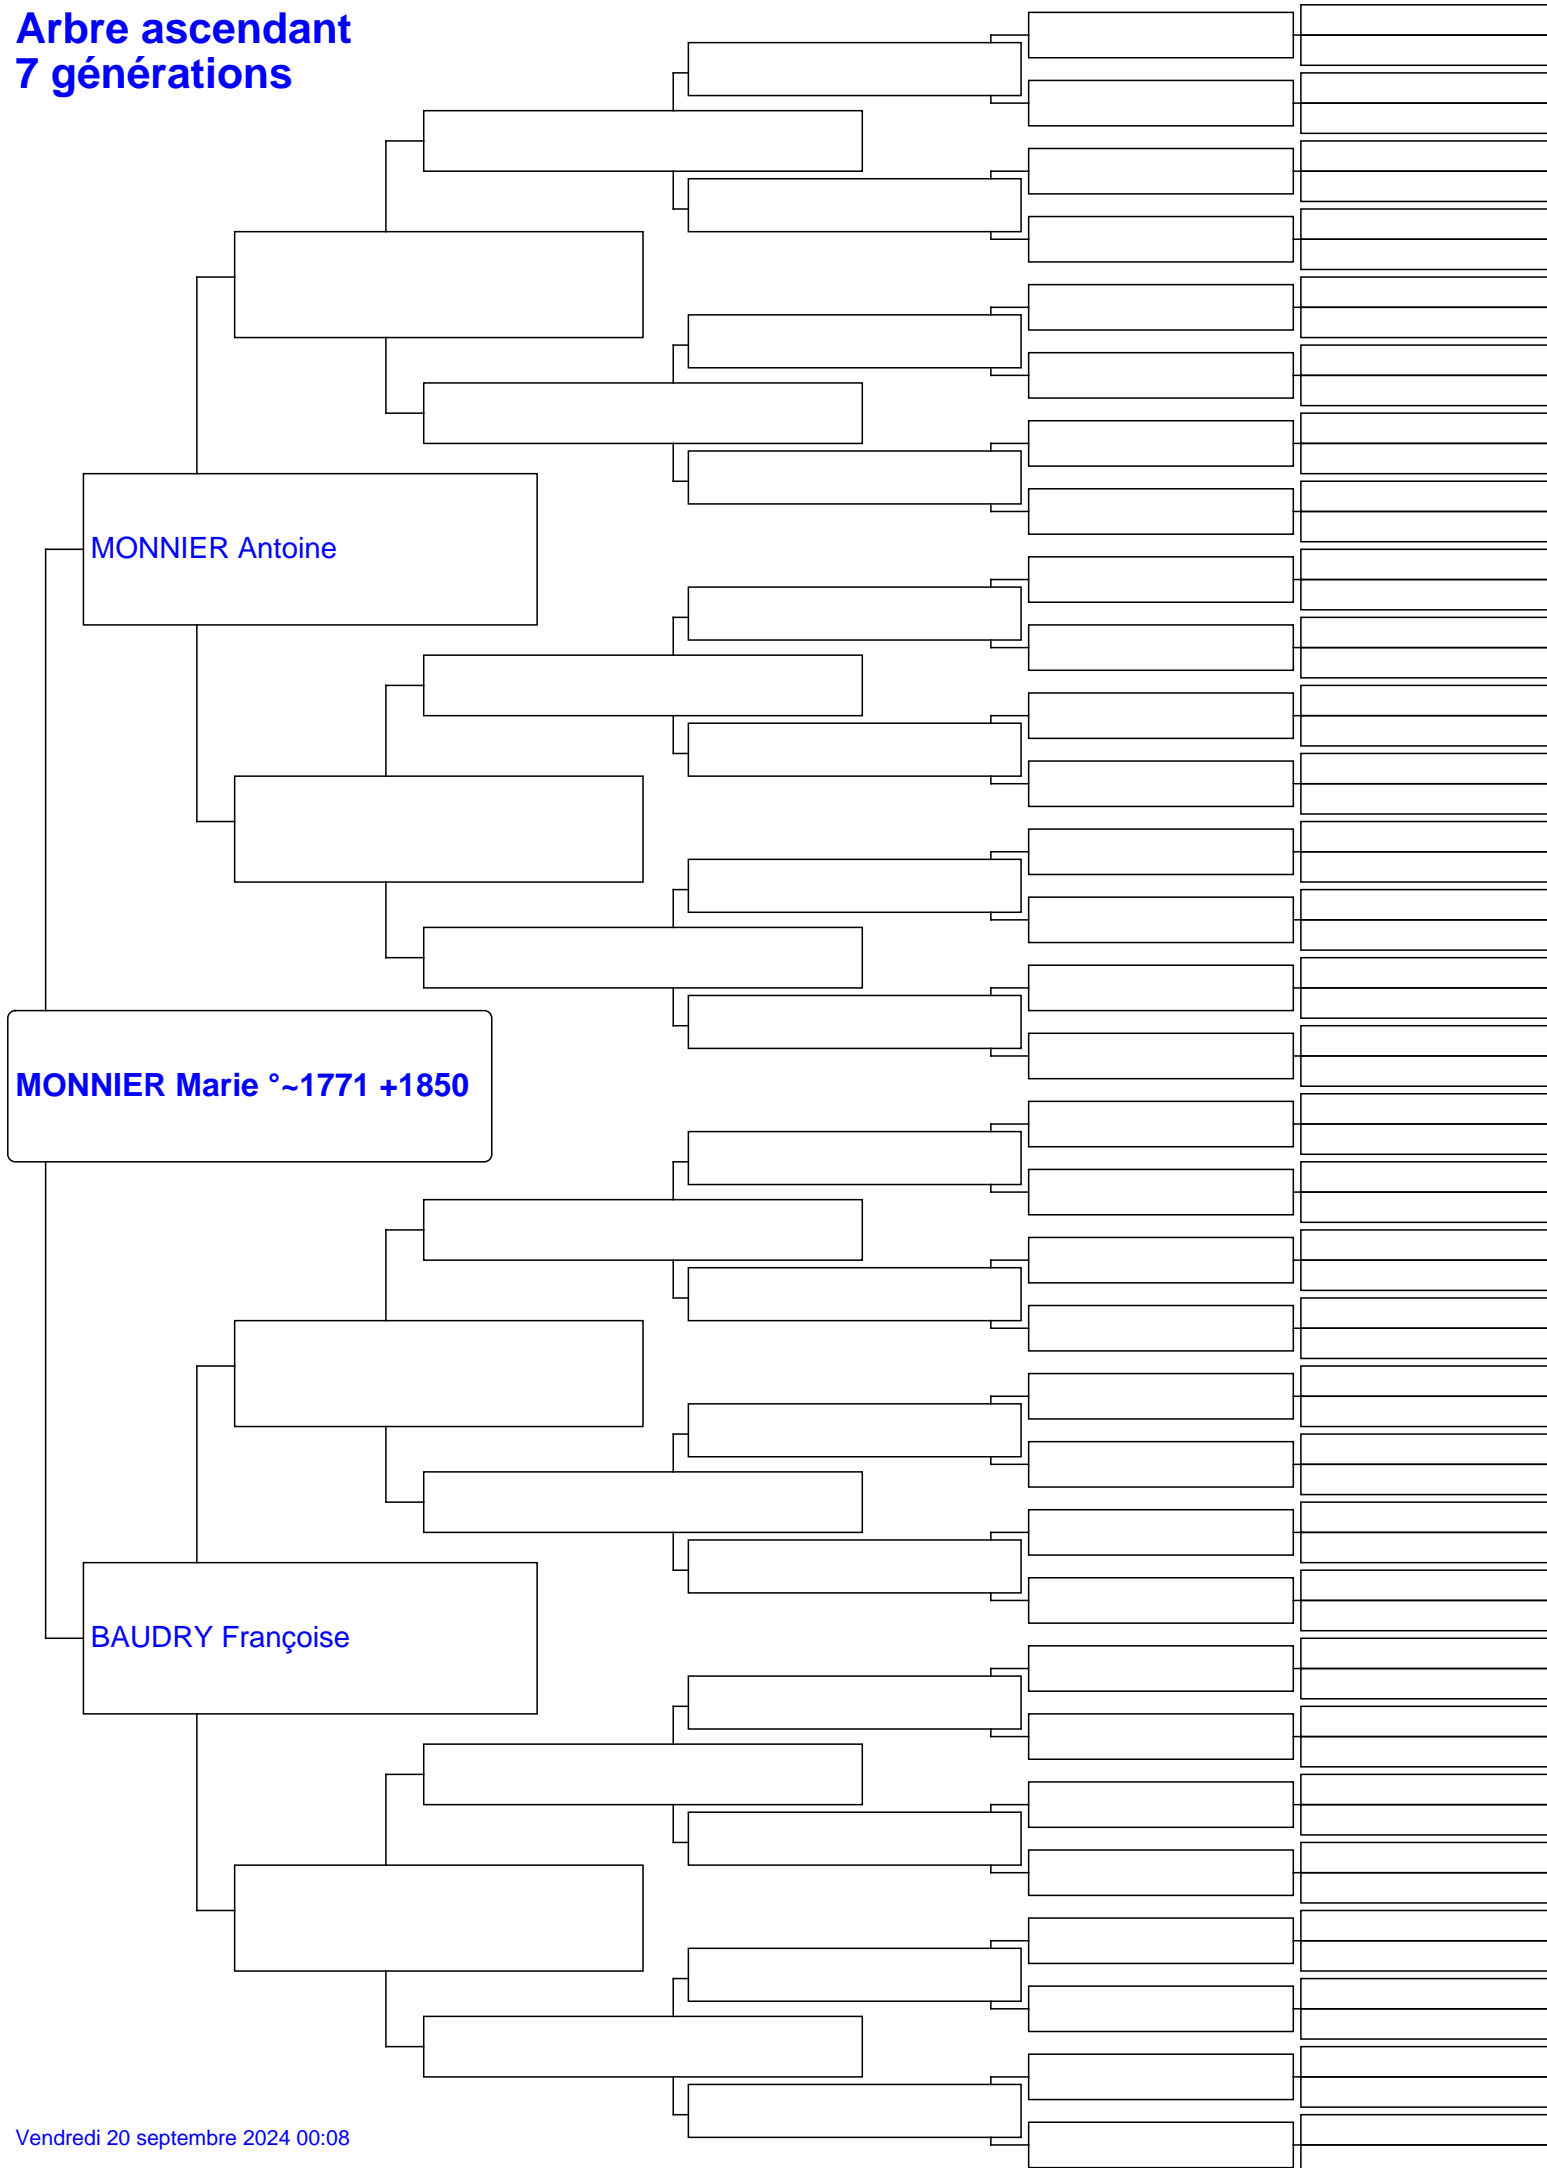 Arbre ascendant
7 générations
MONNIER Antoine
MONNIER Marie °~1771 +1850
BAUDRY Françoise
Vendredi 20 septembre 2024 00:08